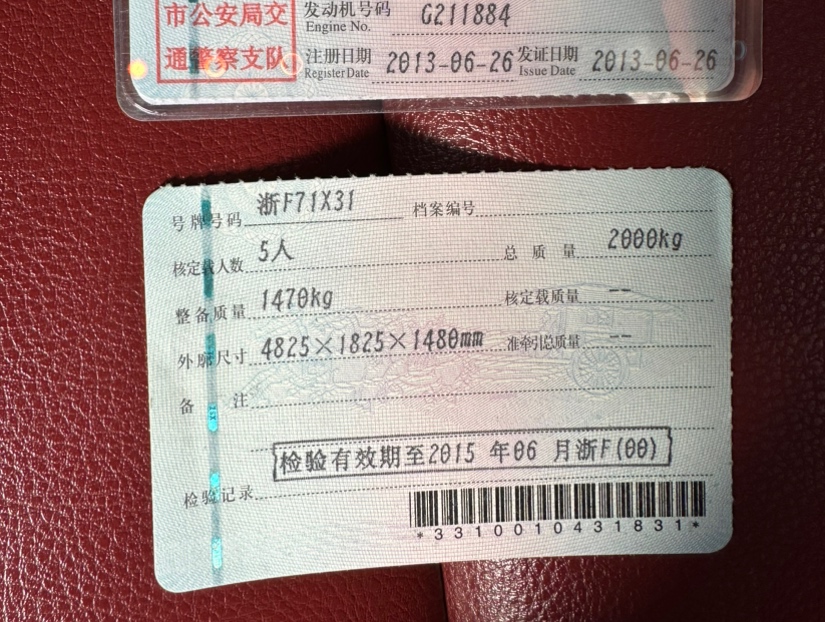 市公安局交 发动机号码 G211884
Engine No.
通警察支队 注册日期 2013-06-26 发证日期 2013-06-26
Register Date Issue Date
号牌号码 浙F71X31 档案编号
核定载人数 5人 总质量 2000kg
整备质量 1470kg 核定载质量 --
外廓尺寸 4825×1825×1480mm 准牵引总质量 --
备注
检验有效期至2015 年06 月浙F(00)
检验记录
*3310010431831*